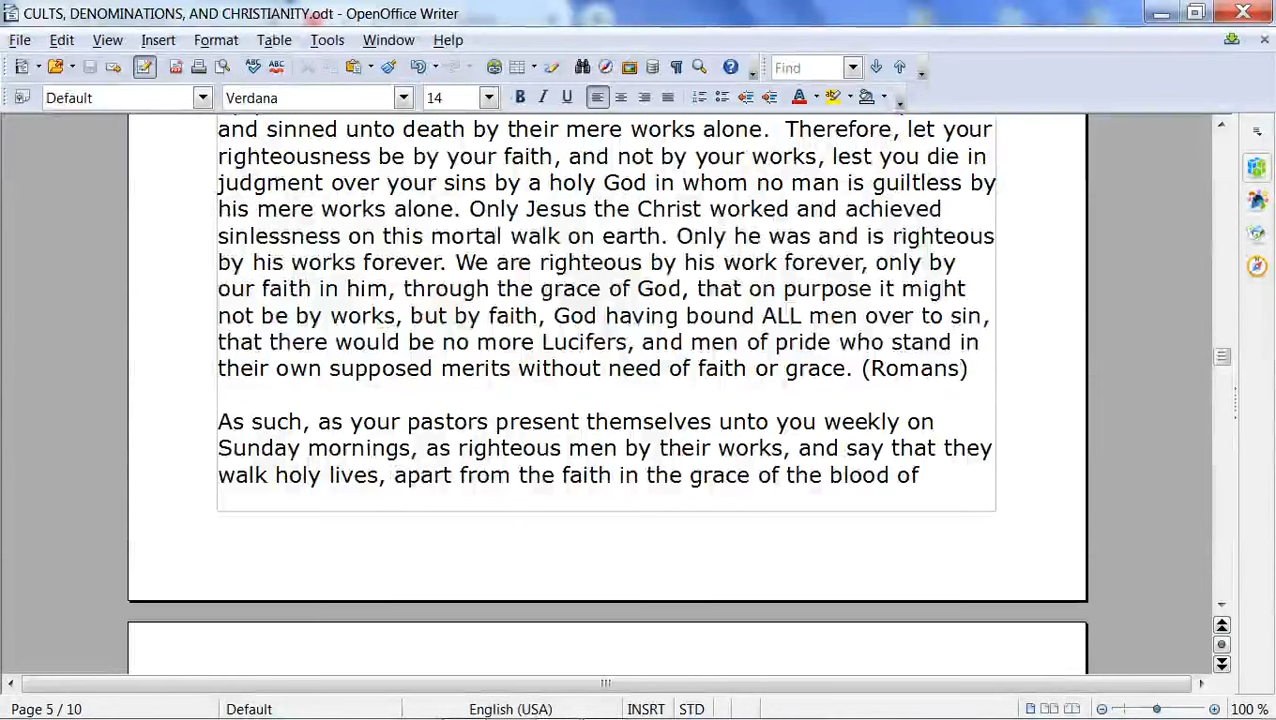 CULTS, DENOMINATIONS, AND CHRISTIANITY.odt - OpenOffice Writer
File Edit View Insert Format Table Tools Window Help
Find
Default Verdana 14
and sinned unto death by their mere works alone.  Therefore, let your
righteousness be by your faith, and not by your works, lest you die in
judgment over your sins by a holy God in whom no man is guiltless by
his mere works alone. Only Jesus the Christ worked and achieved
sinlessness on this mortal walk on earth. Only he was and is righteous
by his works forever. We are righteous by his work forever, only by
our faith in him, through the grace of God, that on purpose it might
not be by works, but by faith, God having bound ALL men over to sin,
that there would be no more Lucifers, and men of pride who stand in
their own supposed merits without need of faith or grace. (Romans)
As such, as your pastors present themselves unto you weekly on
Sunday mornings, as righteous men by their works, and say that they
walk holy lives, apart from the faith in the grace of the blood of
Page 5 / 10 Default English (USA) INSRT STD 100 %